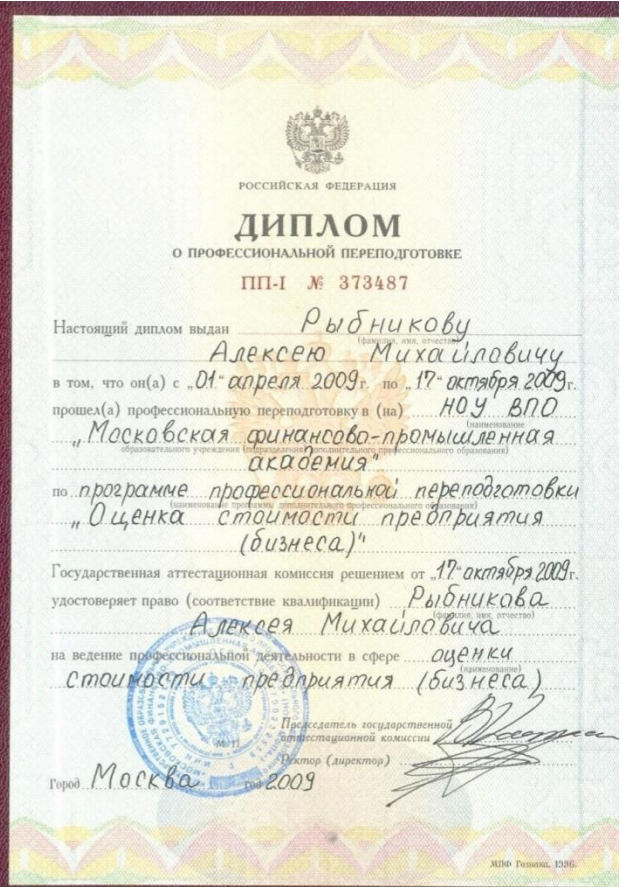 РОССИЙСКАЯ ФЕДЕРАЦИЯ
ДИПЛОМ
О ПРОФЕССИОНАЛЬНОЙ ПЕРЕПОДГОТОВКЕ
ПП-I № 373487
Настоящий диплом выдан Рыбникову
(фамилия, имя, отчество)
Алексею Михайловичу
в том, что он(а) с „01“ апреля 2009г. по „17“ октября 2009г.
прошел(а) профессиональную переподготовку в (на) НОУ ВПО
(наименование
„Московская финансово-промышленная
образовательного учреждения (подразделения) дополнительного профессионального образования)
академия"
по программе профессиональной переподготовки
(наименование программы дополнительного профессионального образования)
„Оценка стоимости предприятия
(бизнеса)"
Государственная аттестационная комиссия решением от „17“ октября 2009г.
удостоверяет право (соответствие квалификации) Рыбникова
(фамилия, имя, отчество)
Алексея Михайловича
на ведение профессиональной деятельности в сфере оценки
(наименование)
стоимости предприятия (бизнеса)
Председатель государственной
аттестационной комиссии
М. П.
Ректор (директор)
Город Москва год 2009
МПФ Гознака. 1996.